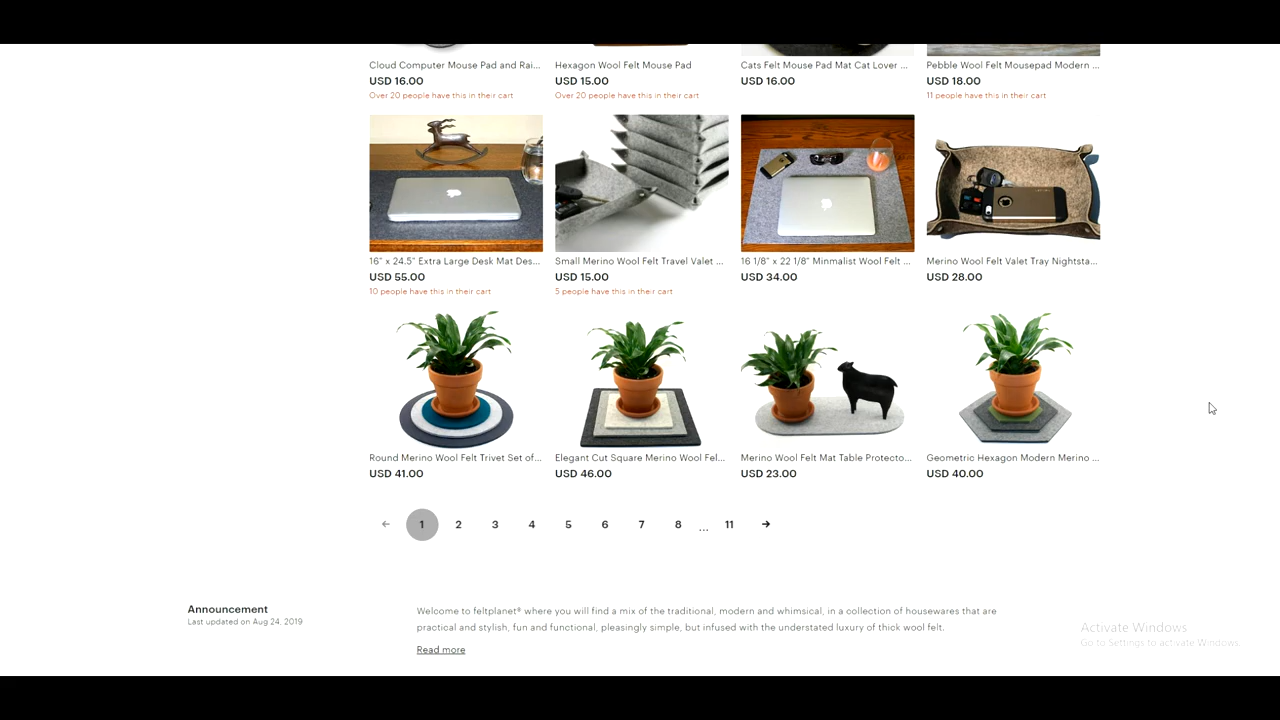 Cloud Computer Mouse Pad and Rai...
Hexagon Wool Felt Mouse Pad
Cats Felt Mouse Pad Mat Cat Lover ...
Pebble Wool Felt Mousepad Modern ...
USD 16.00
USD 15.00
USD 16.00
USD 18.00
Over 20 people have this in their cart
Over 20 people have this in their cart
11 people have this in their cart
16" x 24.5" Extra Large Desk Mat Des...
Small Merino Wool Felt Travel Valet ...
16 1/8" x 22 1/8" Minmalist Wool Felt ...
Merino Wool Felt Valet Tray Nightsta...
USD 55.00
USD 15.00
USD 34.00
USD 28.00
10 people have this in their cart
5 people have this in their cart
Round Merino Wool Felt Trivet Set of...
Elegant Cut Square Merino Wool Fel...
Merino Wool Felt Mat Table Protecto...
Geometric Hexagon Modern Merino ...
USD 41.00
USD 46.00
USD 23.00
USD 40.00
← 1 2 3 4 5 6 7 8 ... 11 →
Announcement
Last updated on Aug 24, 2019
Welcome to feltplanet® where you will find a mix of the traditional, modern and whimsical, in a collection of housewares that are
practical and stylish, fun and functional, pleasingly simple, but infused with the understated luxury of thick wool felt.
Read more
Activate Windows
Go to Settings to activate Windows.